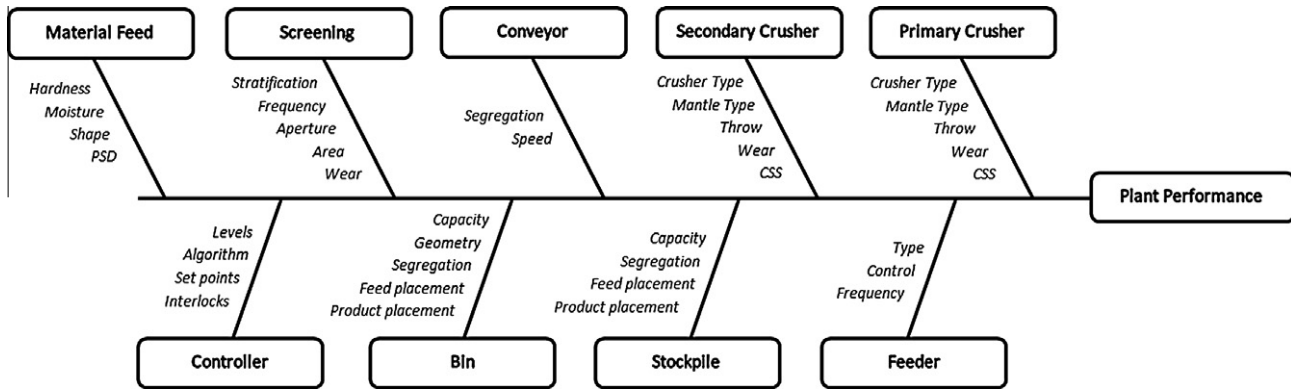 Material Feed
Screening
Conveyor
Secondary Crusher
Primary Crusher
Hardness
Moisture
Shape
PSD
Stratification
Frequency
Aperture
Area
Wear
Segregation
Speed
Crusher Type
Mantle Type
Throw
Wear
CSS
Crusher Type
Mantle Type
Throw
Wear
CSS
Plant Performance
Levels
Algorithm
Set points
Interlocks
Capacity
Geometry
Segregation
Feed placement
Product placement
Capacity
Segregation
Feed placement
Product placement
Type
Control
Frequency
Controller
Bin
Stockpile
Feeder